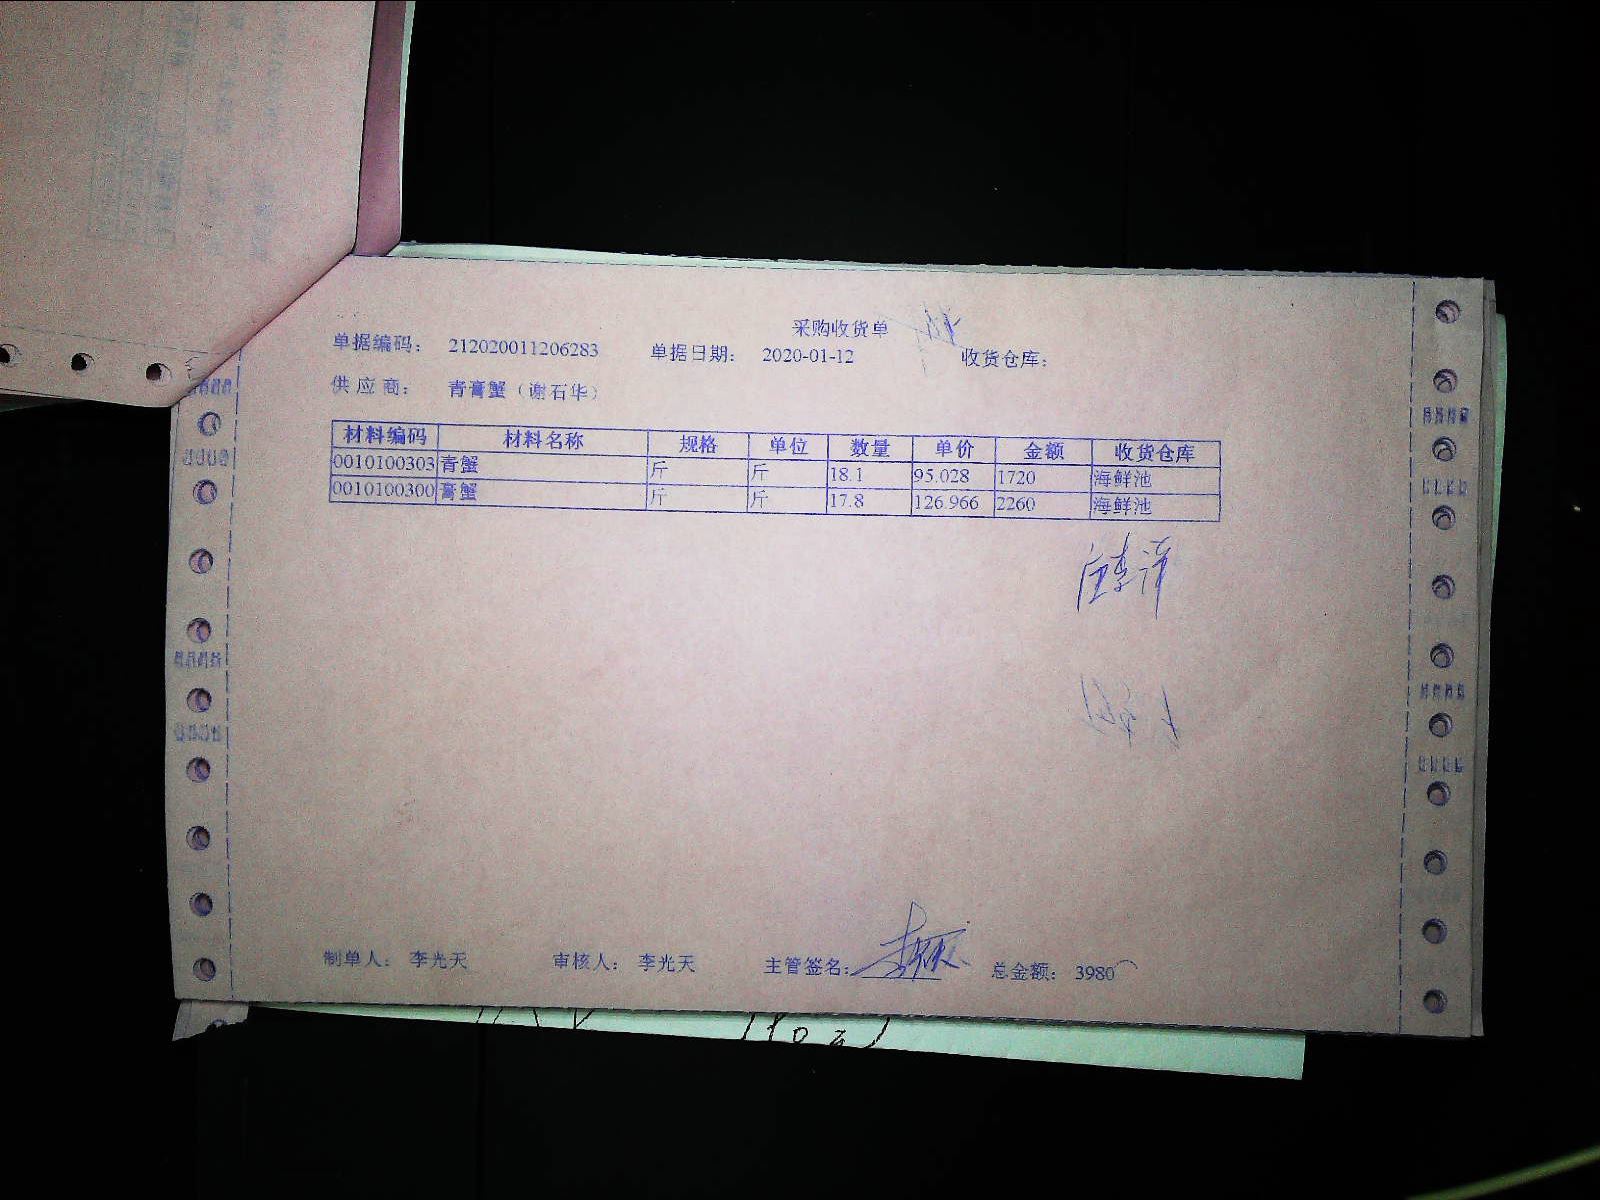 采购收货单
单据编码： 212020011206283 单据日期： 2020-01-12 收货仓库：
供应商： 青膏蟹（谢石华）
材料编码 材料名称 规格 单位 数量 单价 金额 收货仓库
0010100303 青蟹 斤 斤 18.1 95.028 1720 海鲜池
0010100300 膏蟹 斤 斤 17.8 126.966 2260 海鲜池
制单人： 李光天 审核人： 李光天 主管签名： 总金额： 3980